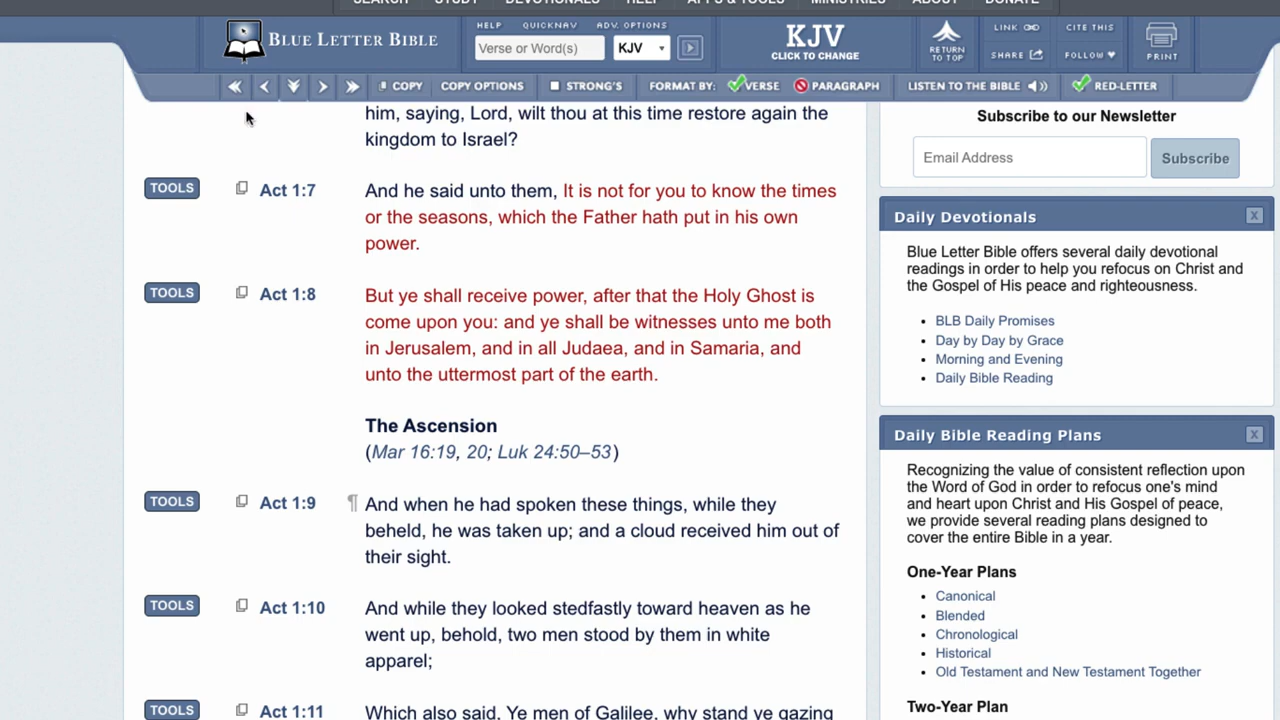 SEARCH STUDY DEVOTIONALS HELP APPS & TOOLS MINISTRIES ABOUT DONATE
HELP QUICKNAV ADV. OPTIONS
BLUE LETTER BIBLE
Verse or Word(s)
KJV
KJV
CLICK TO CHANGE
RETURN
TO TOP
LINK
SHARE
CITE THIS
FOLLOW
PRINT
COPY COPY OPTIONS STRONG'S FORMAT BY: VERSE PARAGRAPH LISTEN TO THE BIBLE RED-LETTER
him, saying, Lord, wilt thou at this time restore again the
kingdom to Israel?
TOOLS Act 1:7 And he said unto them, It is not for you to know the times
or the seasons, which the Father hath put in his own
power.
TOOLS Act 1:8 But ye shall receive power, after that the Holy Ghost is
come upon you: and ye shall be witnesses unto me both
in Jerusalem, and in all Judaea, and in Samaria, and
unto the uttermost part of the earth.
The Ascension
(Mar 16:19, 20; Luk 24:50–53)
TOOLS Act 1:9 ¶ And when he had spoken these things, while they
beheld, he was taken up; and a cloud received him out of
their sight.
TOOLS Act 1:10 And while they looked stedfastly toward heaven as he
went up, behold, two men stood by them in white
apparel;
TOOLS Act 1:11 Which also said, Ye men of Galilee, why stand ye gazing
Subscribe to our Newsletter
Email Address Subscribe
Daily Devotionals X
Blue Letter Bible offers several daily devotional
readings in order to help you refocus on Christ and
the Gospel of His peace and righteousness.
• BLB Daily Promises
• Day by Day by Grace
• Morning and Evening
• Daily Bible Reading
Daily Bible Reading Plans X
Recognizing the value of consistent reflection upon
the Word of God in order to refocus one's mind
and heart upon Christ and His Gospel of peace,
we provide several reading plans designed to
cover the entire Bible in a year.
One-Year Plans
• Canonical
• Blended
• Chronological
• Historical
• Old Testament and New Testament Together
Two-Year Plan